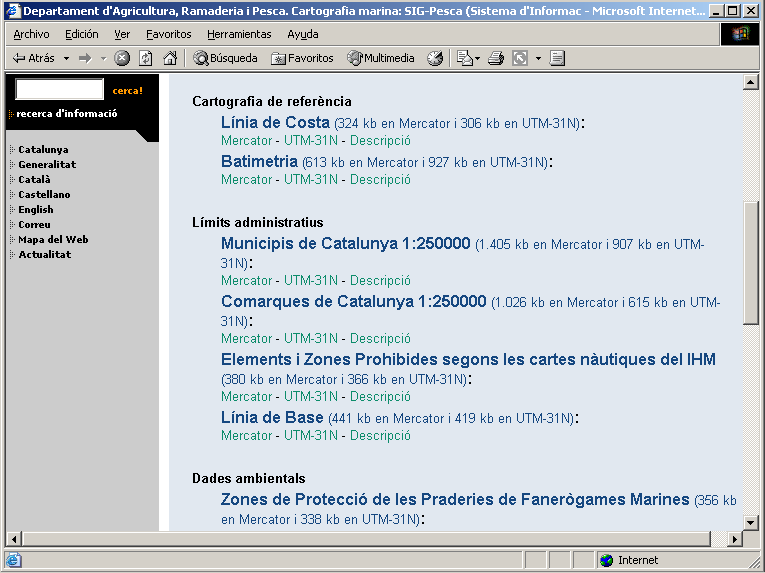 Departament d'Agricultura, Ramaderia i Pesca. Cartografia marina: SIG-Pesca (Sistema d'Informac - Microsoft Internet...
Archivo Edición Ver Favoritos Herramientas Ayuda
Atrás Búsqueda Favoritos Multimedia
cerca!
recerca d'informació
Catalunya
Generalitat
Català
Castellano
English
Correu
Mapa del Web
Actualitat
Cartografia de referència
Línia de Costa (324 kb en Mercator i 306 kb en UTM-31N):
Mercator - UTM-31N - Descripció
Batimetria (613 kb en Mercator i 927 kb en UTM-31N):
Mercator - UTM-31N - Descripció
Límits administratius
Municipis de Catalunya 1:250000 (1.405 kb en Mercator i 907 kb en UTM-
31N):
Mercator - UTM-31N - Descripció
Comarques de Catalunya 1:250000 (1.026 kb en Mercator i 615 kb en UTM-
31N):
Mercator - UTM-31N - Descripció
Elements i Zones Prohibides segons les cartes nàutiques del IHM
(380 kb en Mercator i 366 kb en UTM-31N):
Mercator - UTM-31N - Descripció
Línia de Base (441 kb en Mercator i 419 kb en UTM-31N):
Mercator - UTM-31N - Descripció
Dades ambientals
Zones de Protecció de les Praderies de Fanerògames Marines (356 kb
en Mercator i 338 kb en UTM-31N):
Internet